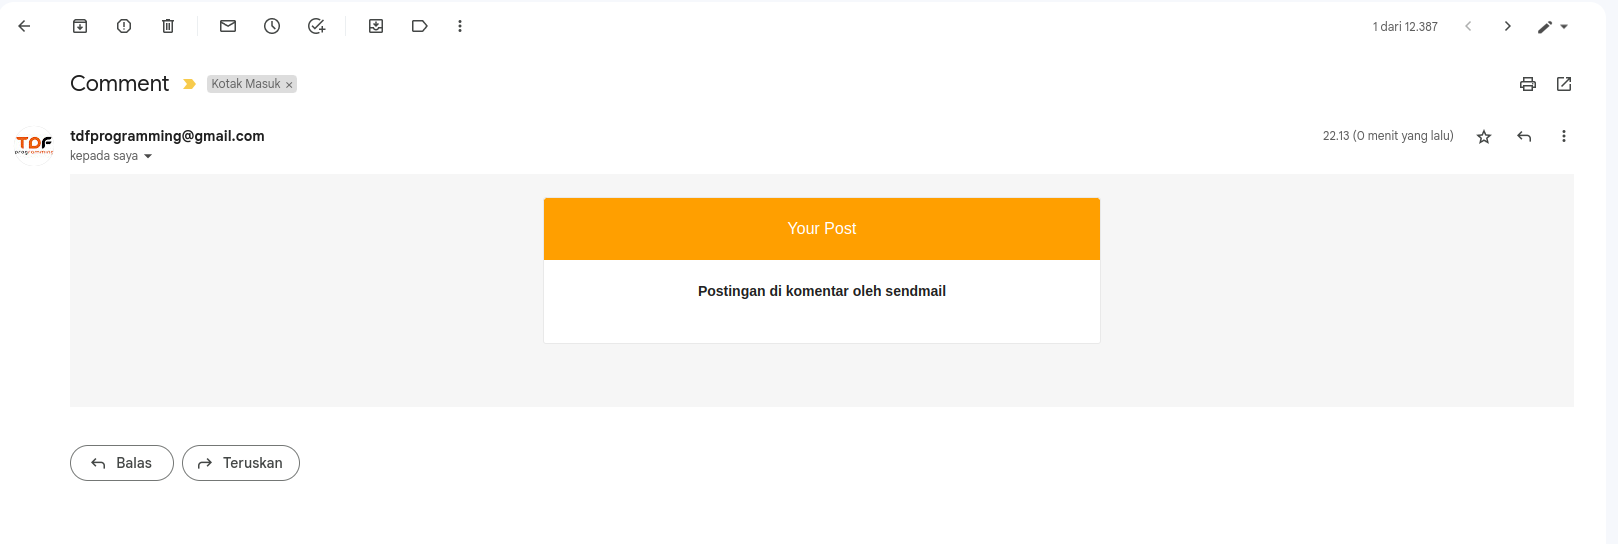 1 dari 12.387
Comment
Kotak Masuk ×
TDF
programming
tdfprogramming@gmail.com
22.13 (0 menit yang lalu)
kepada saya
Your Post
Postingan di komentar oleh sendmail
Balas
Teruskan